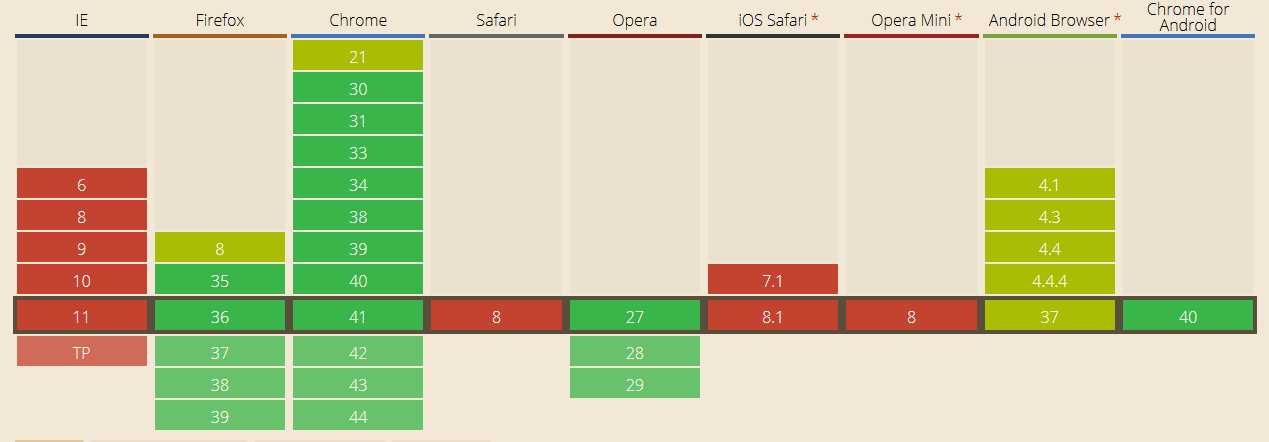 IE Firefox Chrome Safari Opera iOS Safari * Opera Mini * Android Browser * Chrome for Android
21
30
31
33
6 34 4.1
8 38 4.3
9 8 39 4.4
10 35 40 7.1 4.4.4
11 36 41 8 27 8.1 8 37 40
TP 37 42 28
38 43 29
39 44